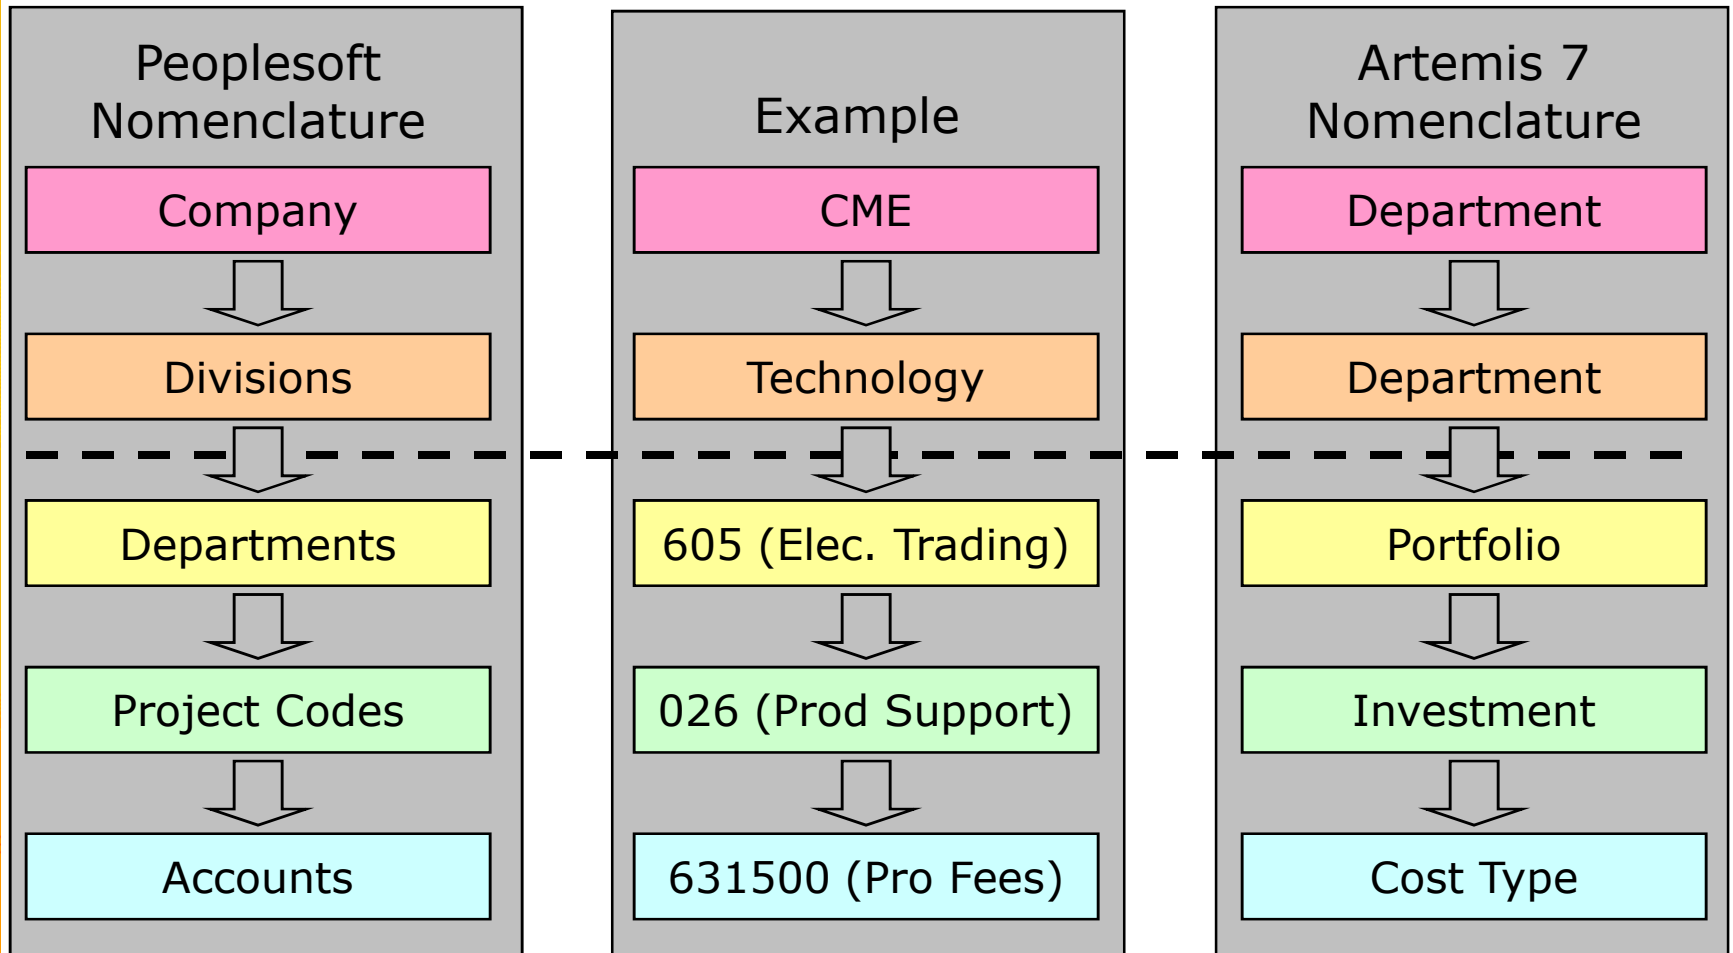 Peoplesoft
Nomenclature
Company
Divisions
Departments
Project Codes
Accounts
Example
CME
Technology
605 (Elec. Trading)
026 (Prod Support)
631500 (Pro Fees)
Artemis 7
Nomenclature
Department
Department
Portfolio
Investment
Cost Type